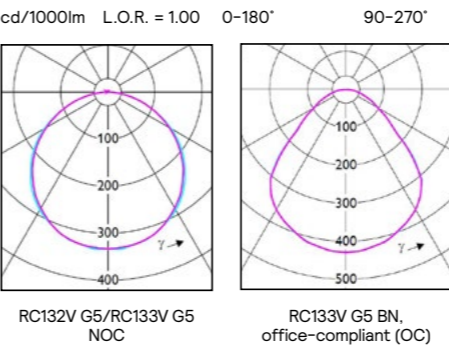 cd/1000lm L.O.R. = 1.00 0-180° 90-270°
100
200
300
400
γ
100
200
300
400
500
γ
RC132V G5/RC133V G5
NOC
RC133V G5 BN,
office-compliant (OC)